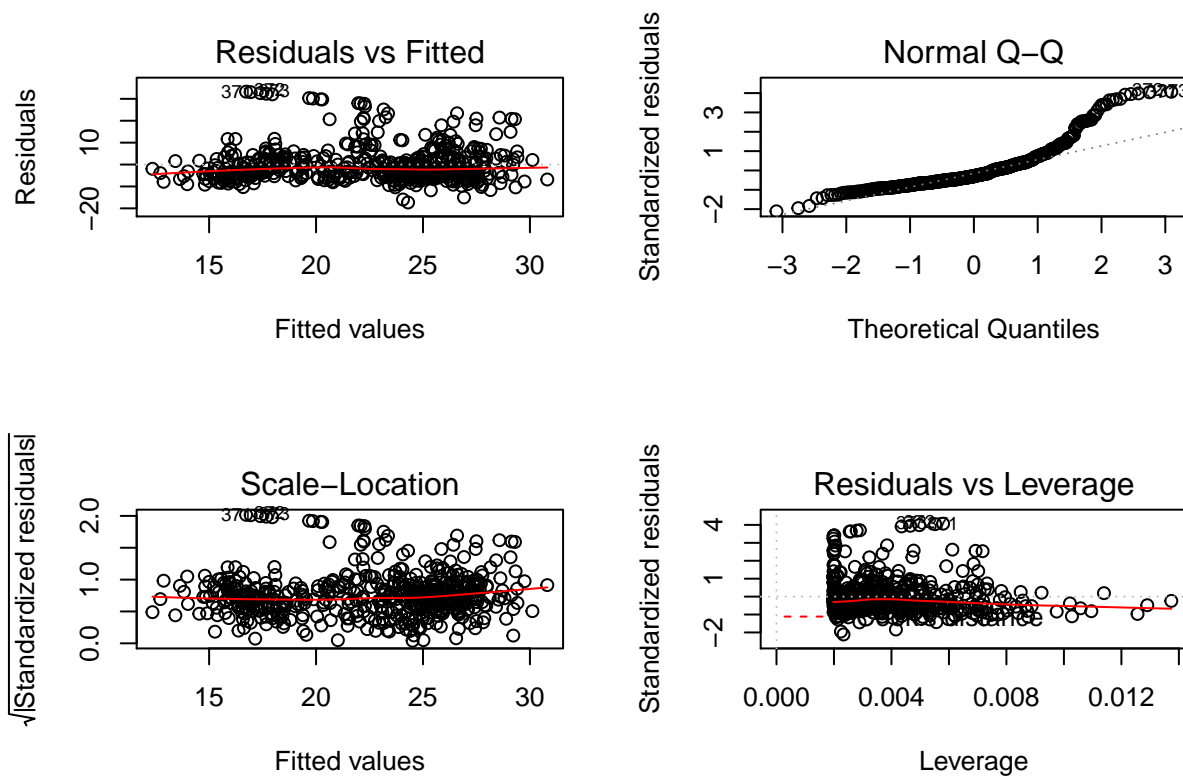 Residuals vs Fitted
Residuals
−20
10
15
20
25
30
Fitted values
Normal Q−Q
Standardized residuals
−2
1
3
−3
−2
−1
0
1
2
3
Theoretical Quantiles
Scale−Location
√|Standardized residuals|
0.0
1.0
2.0
15
20
25
30
Fitted values
Residuals vs Leverage
Standardized residuals
−2
1
4
0.000
0.004
0.008
0.012
Leverage